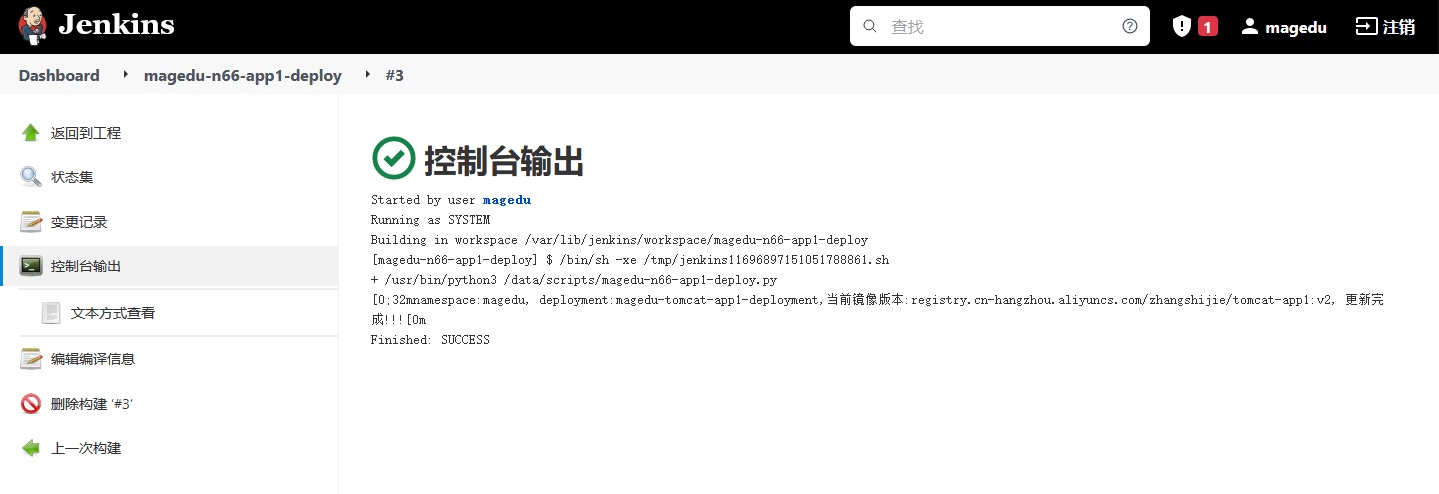 Jenkins
查找
1
magedu
注销
Dashboard
magedu-n66-app1-deploy
#3
返回到工程
状态集
变更记录
控制台输出
文本方式查看
编辑编译信息
删除构建 ‘#3’
上一次构建
控制台输出
Started by user magedu
Running as SYSTEM
Building in workspace /var/lib/jenkins/workspace/magedu-n66-app1-deploy
[magedu-n66-app1-deploy] $ /bin/sh -xe /tmp/jenkins11696897151051788861.sh
+ /usr/bin/python3 /data/scripts/magedu-n66-app1-deploy.py
[0;32mnamespace:magedu, deployment:magedu-tomcat-app1-deployment,当前镜像版本:registry.cn-hangzhou.aliyuncs.com/zhangshijie/tomcat-app1:v2, 更新完
成!!![0m
Finished: SUCCESS